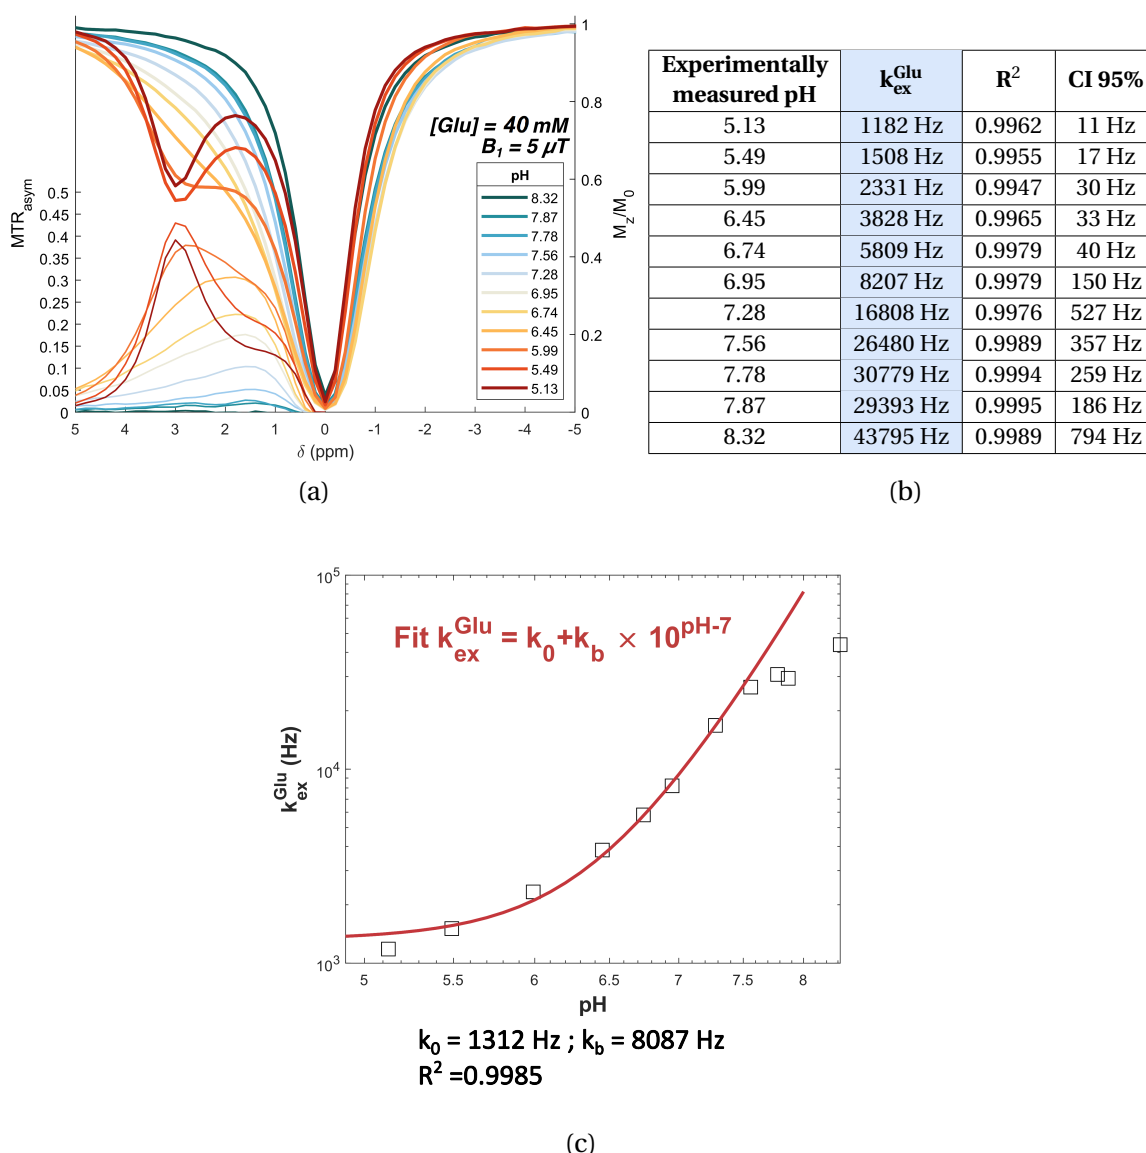 [Glu] = 40 mM
B₁ = 5 µT
pH
8.32
7.87
7.78
7.56
7.28
6.95
6.74
6.45
5.99
5.49
5.13
MTR_asym
0.5
0.45
0.4
0.35
0.3
0.25
0.2
0.15
0.1
0.05
0
M_z/M_0
1
0.8
0.6
0.4
0.2
0
5 4 3 2 1 0 -1 -2 -3 -4 -5
δ (ppm)
(a)
Experimentally measured pH k_ex^Glu R² CI 95%
5.13 1182 Hz 0.9962 11 Hz
5.49 1508 Hz 0.9955 17 Hz
5.99 2331 Hz 0.9947 30 Hz
6.45 3828 Hz 0.9965 33 Hz
6.74 5809 Hz 0.9979 40 Hz
6.95 8207 Hz 0.9979 150 Hz
7.28 16808 Hz 0.9976 527 Hz
7.56 26480 Hz 0.9989 357 Hz
7.78 30779 Hz 0.9994 259 Hz
7.87 29393 Hz 0.9995 186 Hz
8.32 43795 Hz 0.9989 794 Hz
(b)
Fit k_ex^Glu = k₀+k_b × 10^pH-7
k_ex^Glu (Hz)
10⁵
10⁴
10³
5 5.5 6 6.5 7 7.5 8
pH
k₀ = 1312 Hz ; k_b = 8087 Hz
R² =0.9985
(c)